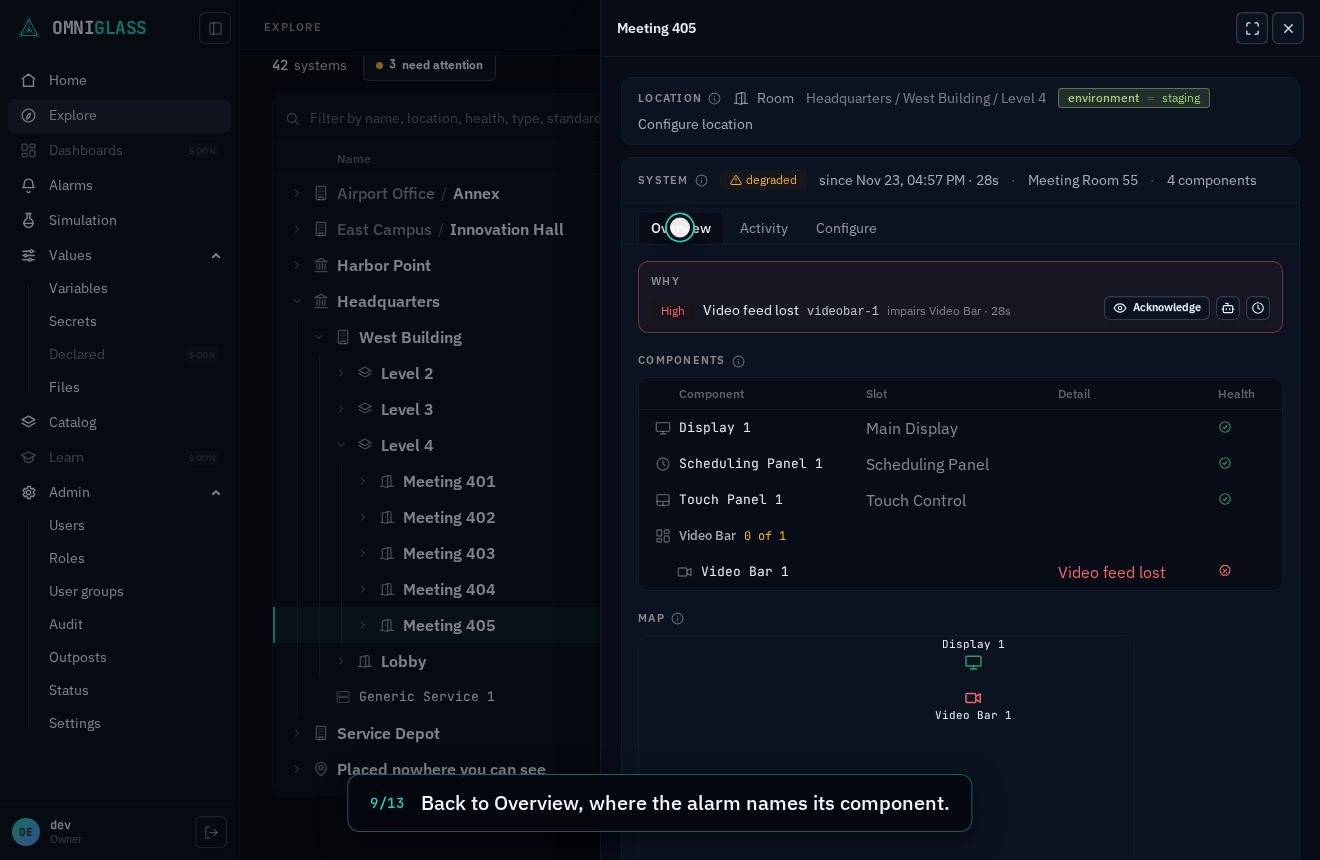 OMNIGLASS
Home
Explore
Dashboards SOON
Alarms
Simulation
Values
Variables
Secrets
Declared SOON
Files
Catalog
Learn SOON
Admin
Users
Roles
User groups
Audit
Outposts
Status
Settings
DE dev
Owner
EXPLORE
42 systems 3 need attention
Filter by name, location, health, type, standard
Name
Airport Office / Annex
East Campus / Innovation Hall
Harbor Point
Headquarters
West Building
Level 2
Level 3
Level 4
Meeting 401
Meeting 402
Meeting 403
Meeting 404
Meeting 405
Lobby
Generic Service 1
Service Depot
Placed nowhere you can see
Meeting 405
LOCATION Room Headquarters / West Building / Level 4 environment = staging
Configure location
SYSTEM degraded since Nov 23, 04:57 PM · 28s · Meeting Room 55 · 4 components
Overview Activity Configure
WHY
High Video feed lost videobar-1 impairs Video Bar · 28s Acknowledge
COMPONENTS
Component Slot Detail Health
Display 1 Main Display
Scheduling Panel 1 Scheduling Panel
Touch Panel 1 Touch Control
Video Bar 0 of 1
Video Bar 1 Video feed lost
MAP
Display 1
Video Bar 1
9/13 Back to Overview, where the alarm names its component.